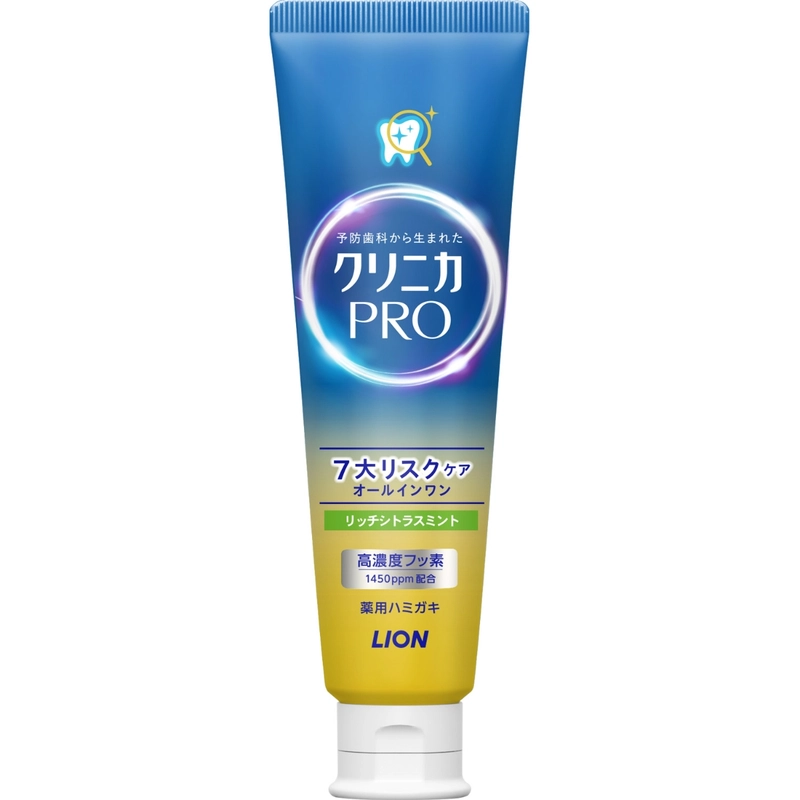 予防歯科から生まれた
クリニカ
PRO
7大リスクケア
オールインワン
リッチシトラスミント
高濃度フッ素
1450ppm配合
薬用ハミガキ
LION